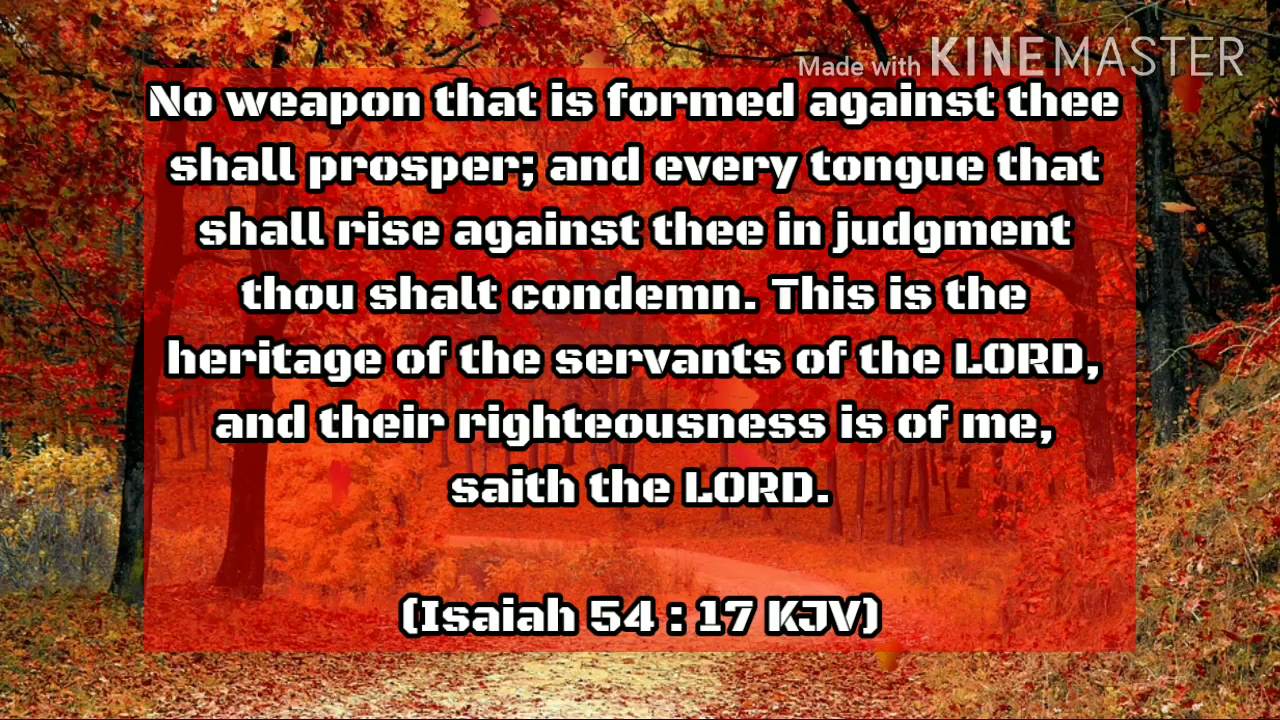 Made with KINEMASTER
No weapon that is formed against thee
shall prosper; and every tongue that
shall rise against thee in judgment
thou shalt condemn. This is the
heritage of the servants of the LORD,
and their righteousness is of me,
saith the LORD.
(Isaiah 54 : 17 KJV)